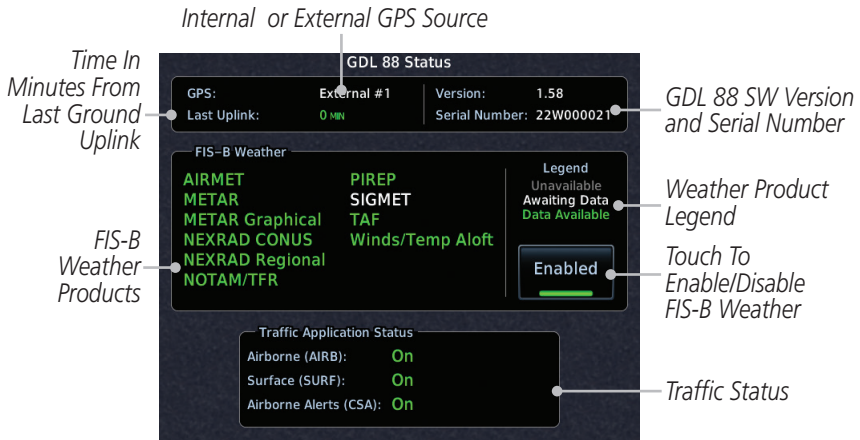 Internal or External GPS Source
Time In
Minutes From
Last Ground
Uplink
GDL 88 Status
GPS: External #1
Last Uplink: 0 MIN
Version: 1.58
Serial Number: 22W000021
GDL 88 SW Version
and Serial Number
FIS-B Weather
AIRMET
METAR
METAR Graphical
NEXRAD CONUS
NEXRAD Regional
NOTAM/TFR
PIREP
SIGMET
TAF
Winds/Temp Aloft
Legend
Unavailable
Awaiting Data
Data Available
Enabled
FIS-B
Weather
Products
Weather Product
Legend
Touch To
Enable/Disable
FIS-B Weather
Traffic Application Status
Airborne (AIRB): On
Surface (SURF): On
Airborne Alerts (CSA): On
Traffic Status